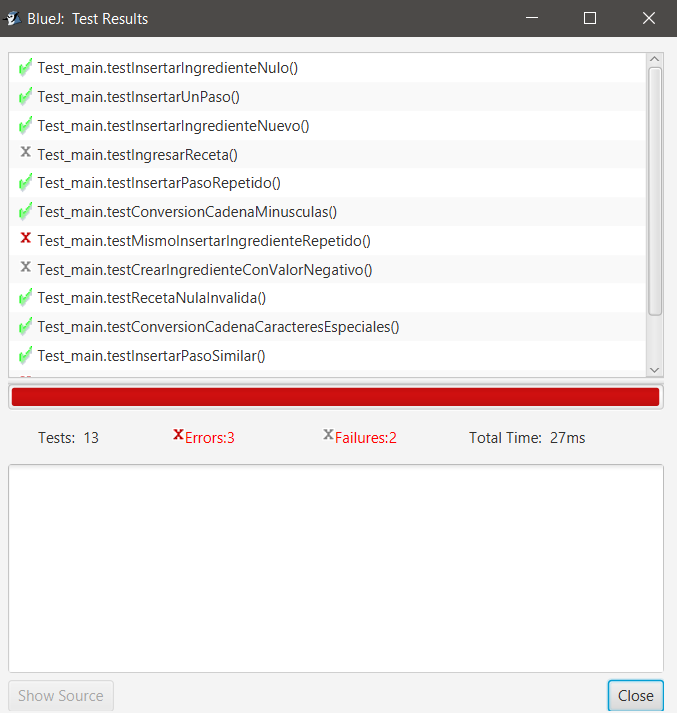 BlueJ: Test Results
Test_main.testInsertarIngredienteNulo()
Test_main.testInsertarUnPaso()
Test_main.testInsertarIngredienteNuevo()
Test_main.testIngresarReceta()
Test_main.testInsertarPasoRepetido()
Test_main.testConversionCadenaMinusculas()
Test_main.testMismoInsertarIngredienteRepetido()
Test_main.testCrearIngredienteConValorNegativo()
Test_main.testRecetaNulaInvalida()
Test_main.testConversionCadenaCaracteresEspeciales()
Test_main.testInsertarPasoSimilar()
Tests: 13 Errors:3 Failures:2 Total Time: 27ms
Show Source Close